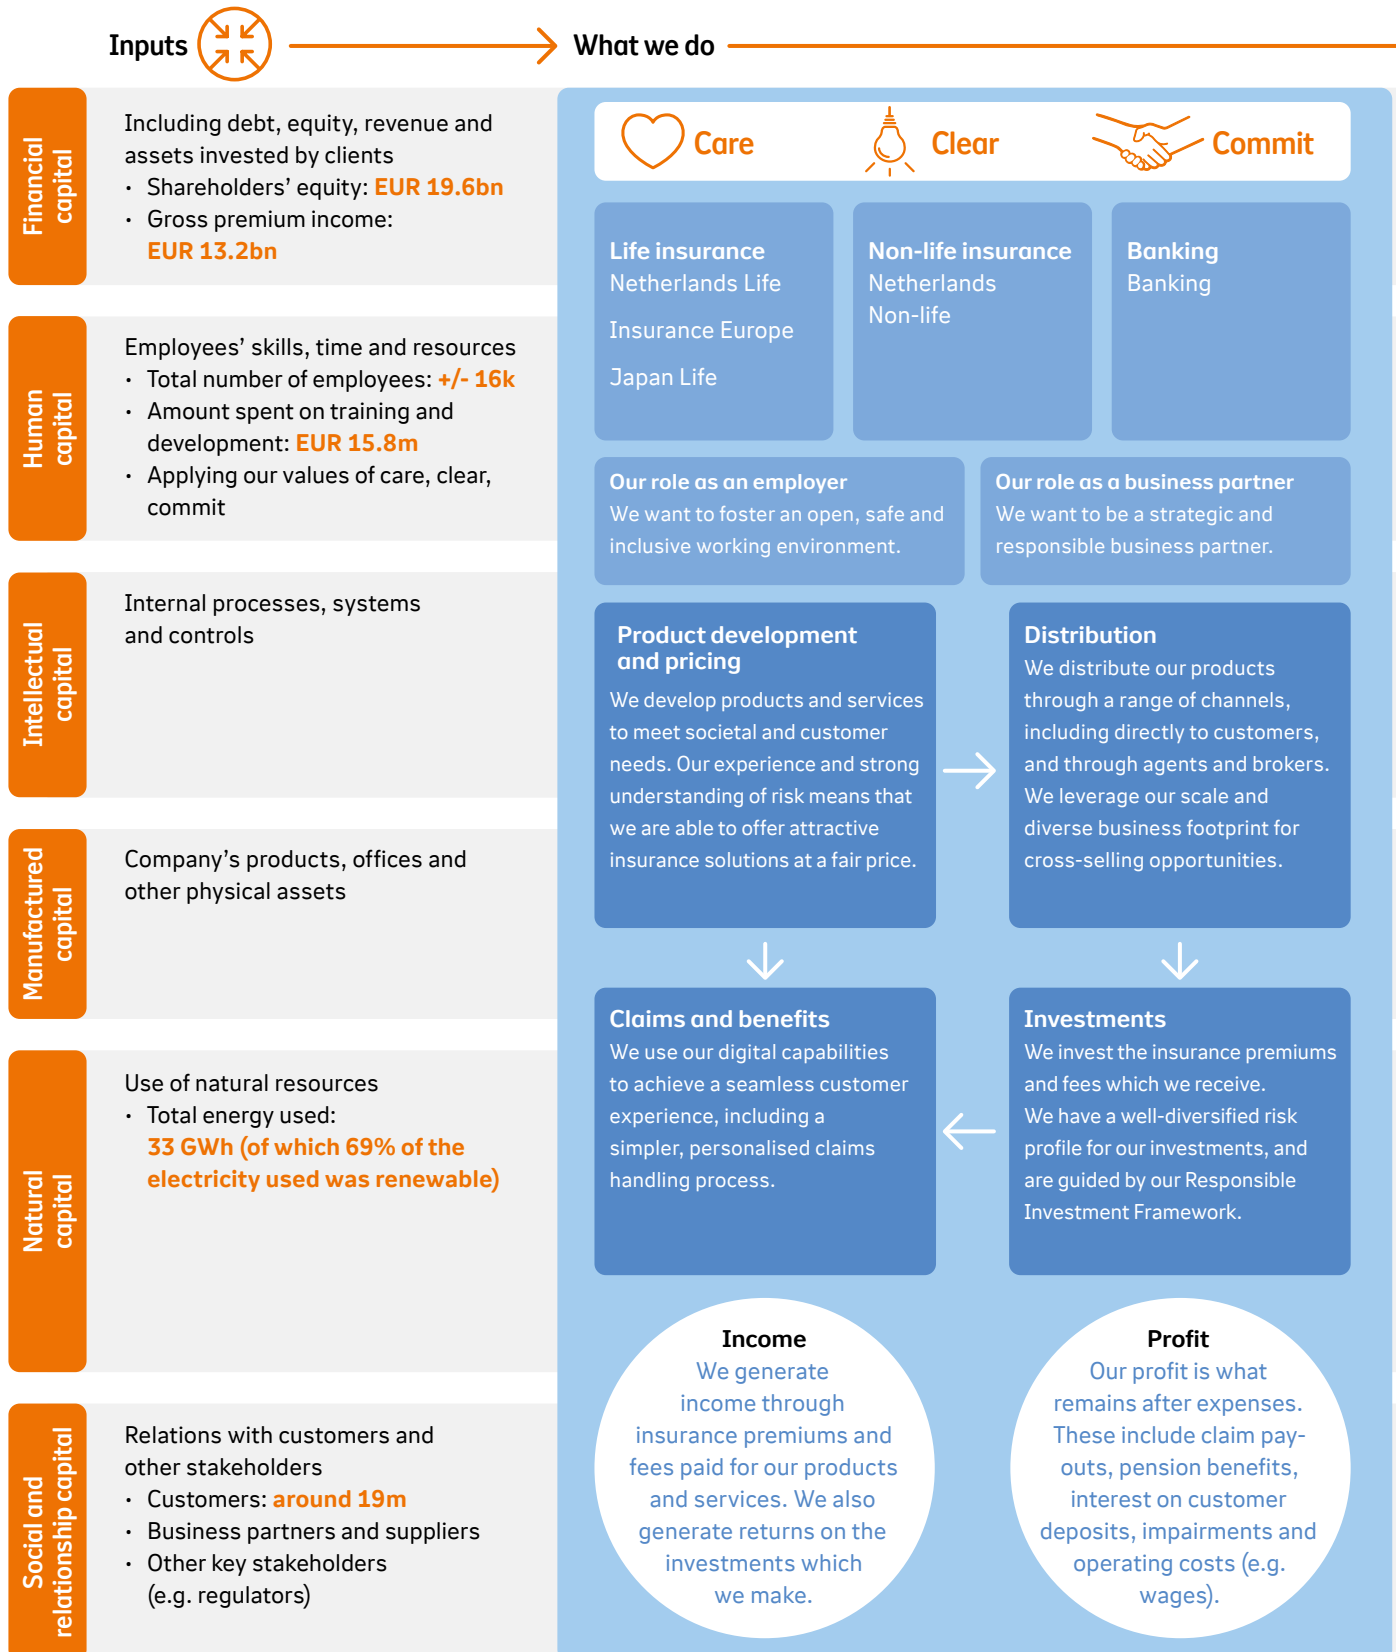 Inputs
What we do
Financial
capital
Including debt, equity, revenue and
assets invested by clients
• Shareholders’ equity: EUR 19.6bn
• Gross premium income:
EUR 13.2bn
Human
capital
Employees’ skills, time and resources
• Total number of employees: +/- 16k
• Amount spent on training and
development: EUR 15.8m
• Applying our values of care, clear,
commit
Intellectual
capital
Internal processes, systems
and controls
Manufactured
capital
Company’s products, offices and
other physical assets
Natural
capital
Use of natural resources
• Total energy used:
33 GWh (of which 69% of the
electricity used was renewable)
Social and
relationship capital
Relations with customers and
other stakeholders
• Customers: around 19m
• Business partners and suppliers
• Other key stakeholders
(e.g. regulators)
Care
Clear
Commit
Life insurance
Netherlands Life
Insurance Europe
Japan Life
Non-life insurance
Netherlands
Non-life
Banking
Banking
Our role as an employer
We want to foster an open, safe and
inclusive working environment.
Our role as a business partner
We want to be a strategic and
responsible business partner.
Product development
and pricing
We develop products and services
to meet societal and customer
needs. Our experience and strong
understanding of risk means that
we are able to offer attractive
insurance solutions at a fair price.
Distribution
We distribute our products
through a range of channels,
including directly to customers,
and through agents and brokers.
We leverage our scale and
diverse business footprint for
cross-selling opportunities.
Claims and benefits
We use our digital capabilities
to achieve a seamless customer
experience, including a
simpler, personalised claims
handling process.
Investments
We invest the insurance premiums
and fees which we receive.
We have a well-diversified risk
profile for our investments, and
are guided by our Responsible
Investment Framework.
Income
We generate
income through
insurance premiums and
fees paid for our products
and services. We also
generate returns on the
investments which
we make.
Profit
Our profit is what
remains after expenses.
These include claim pay-
outs, pension benefits,
interest on customer
deposits, impairments and
operating costs (e.g.
wages).